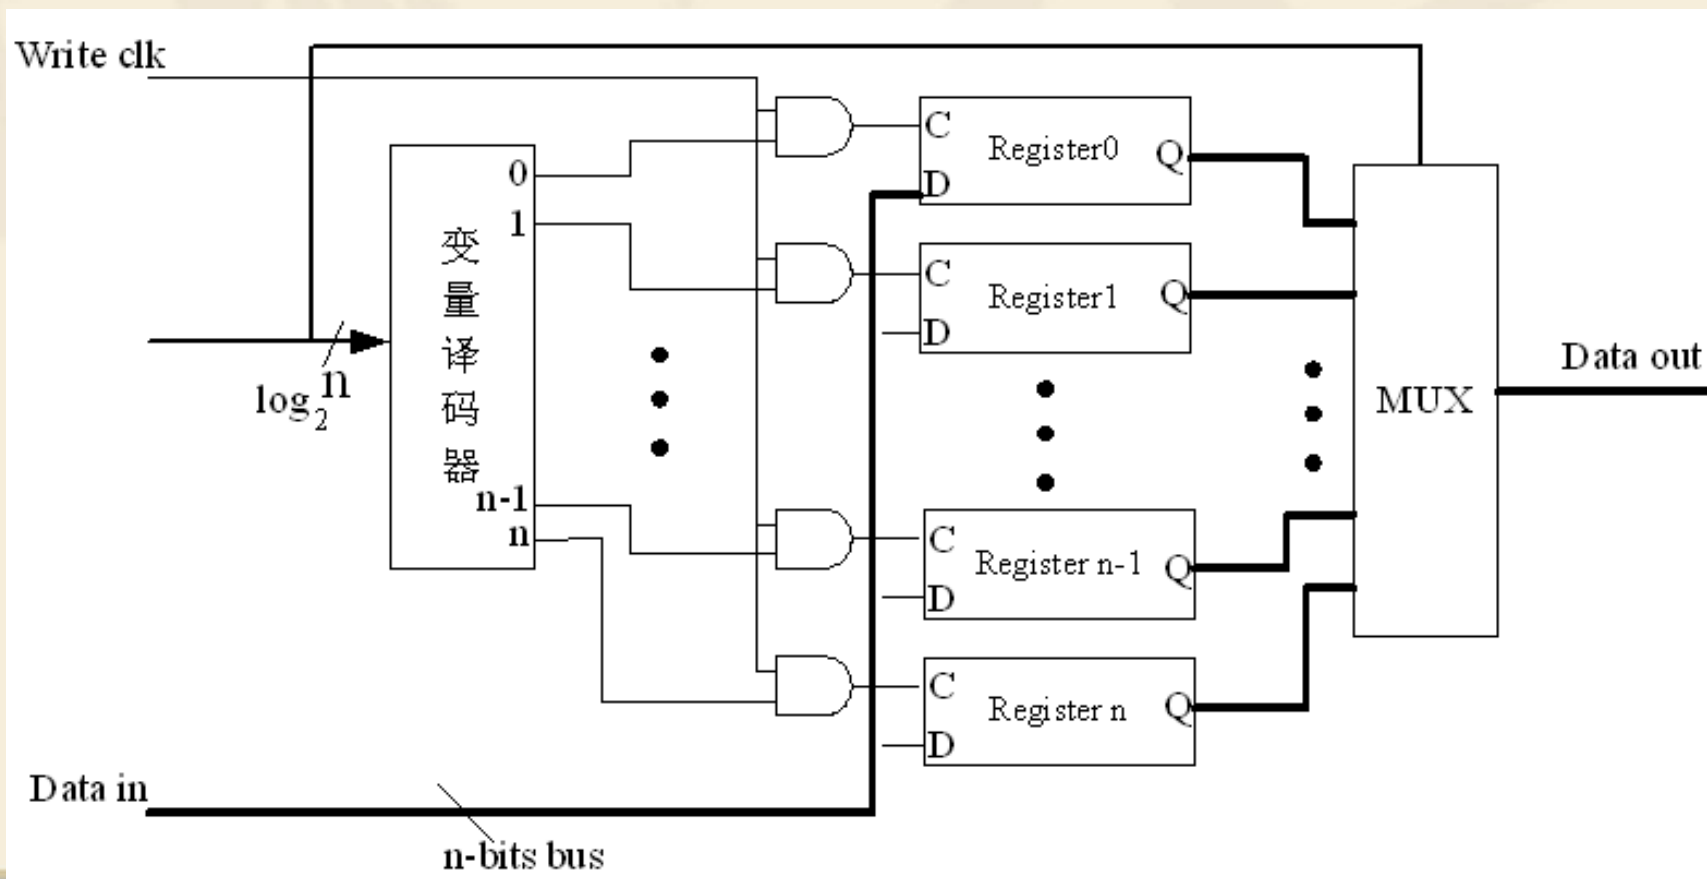 Write clk
C
Register0
Q
D
0
1
变量译码器
C
Register1
Q
D
log2 n
Data out
MUX
n-1
n
C
Register n-1
Q
D
C
Register n
Q
D
Data in
n-bits bus